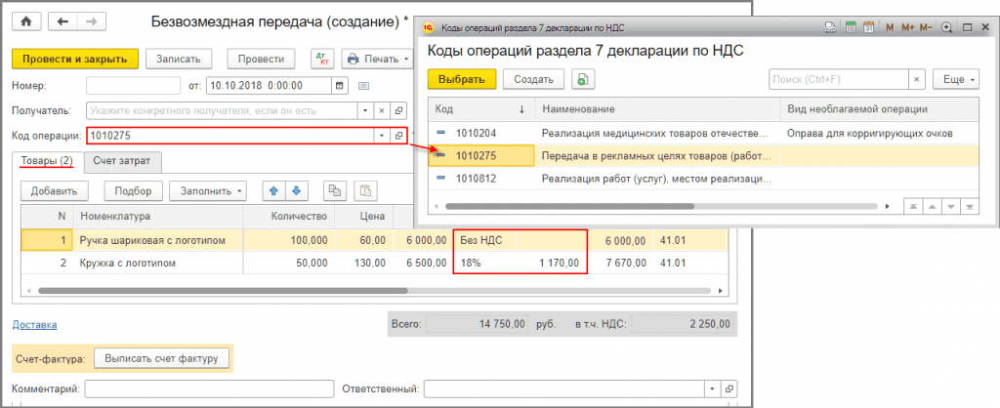 Безвозмездная передача (создание) *
Провести и закрыть Записать Провести Дт Кт Печать
Номер: от: 10.10.2018 0:00:00
Получатель: Укажите конкретного получателя, если он есть
Код операции: 1010275
Товары (2) Счет затрат
Добавить Подбор Заполнить
N Номенклатура Количество Цена
1 Ручка шариковая с логотипом 100,000 60,00 6 000,00 Без НДС 6 000,00 41.01
2 Кружка с логотипом 50,000 130,00 6 500,00 18% 1 170,00 7 670,00 41.01
Доставка
Всего: 14 750,00 руб. в т.ч. НДС: 2 250,00
Счет-фактура: Выписать счет фактуру
Комментарий: Ответственный:
1С Коды операций раздела 7 декларации по НДС M M+ M-
Коды операций раздела 7 декларации по НДС
Выбрать Создать Поиск (Ctrl+F) × Еще
Код ↓ Наименование Вид необлагаемой операции
1010204 Реализация медицинских товаров отечестве... Оправа для корригирующих очков
1010275 Передача в рекламных целях товаров (работ...
1010812 Реализация работ (услуг), местом реализаци...